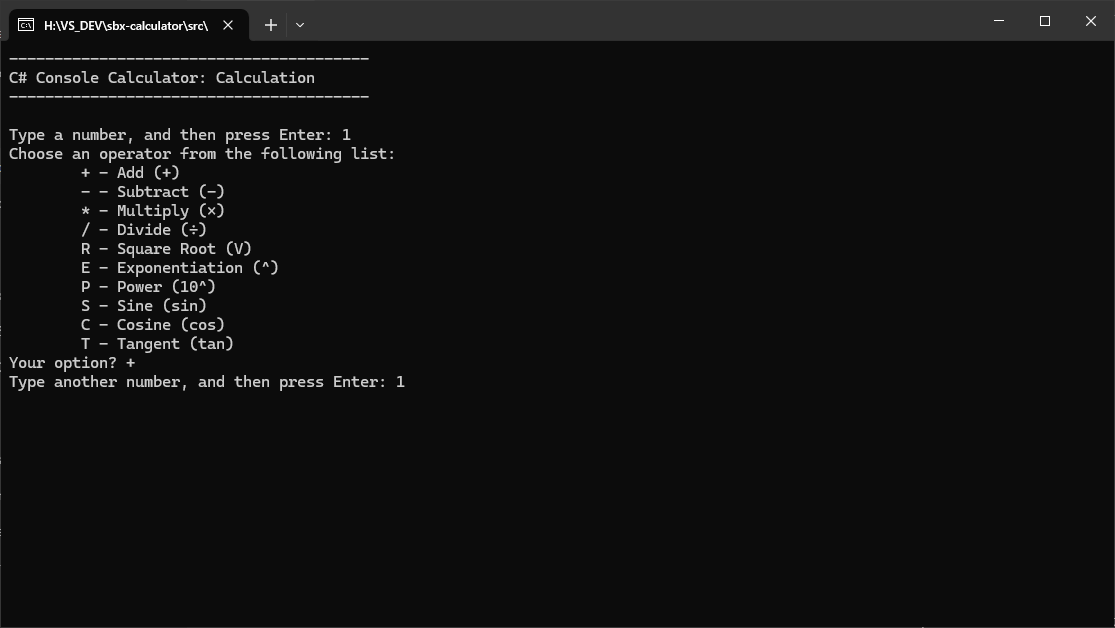 H:\VS_DEV\sbx-calculator\src\
----------------------------------------
C# Console Calculator: Calculation
----------------------------------------
Type a number, and then press Enter: 1
Choose an operator from the following list:
+ - Add (+)
- - Subtract (-)
* - Multiply (×)
/ - Divide (÷)
R - Square Root (V)
E - Exponentiation (^)
P - Power (10^)
S - Sine (sin)
C - Cosine (cos)
T - Tangent (tan)
Your option? +
Type another number, and then press Enter: 1